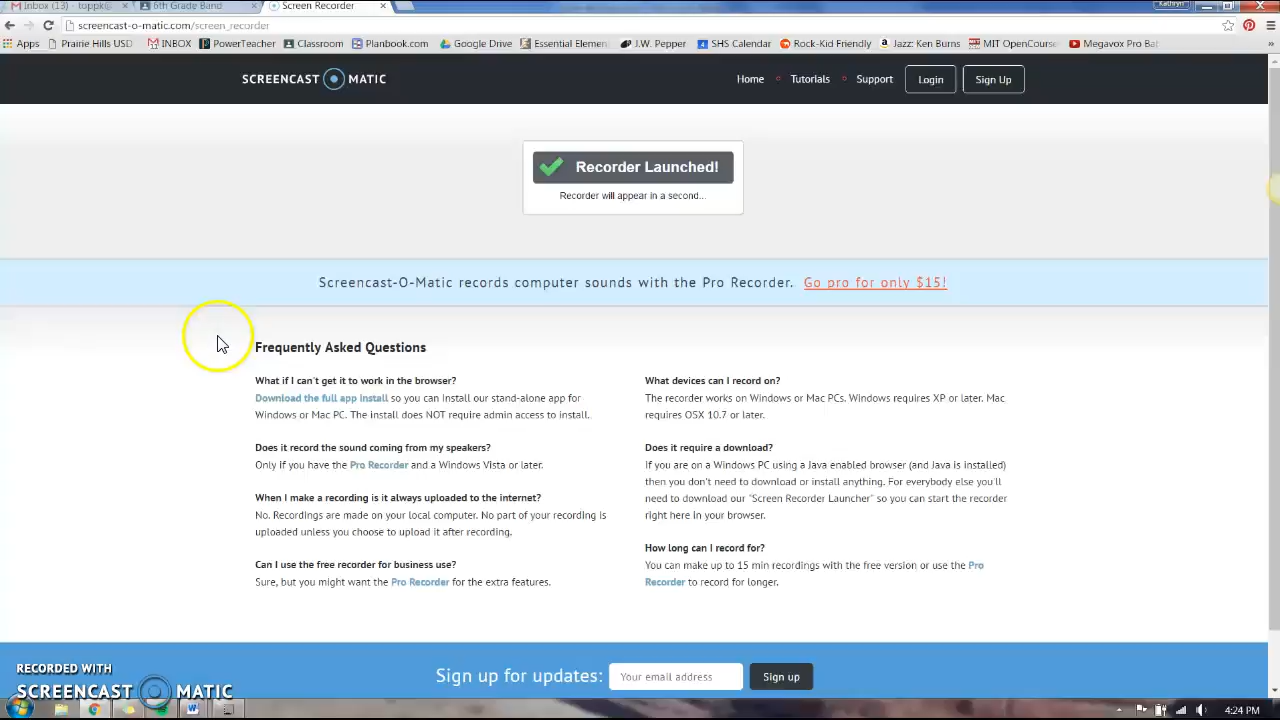 Inbox (13) - toppk@
6th Grade Band
Screen Recorder
Kathryn
screencast-o-matic.com/screen_recorder
Apps Prairie Hills USD INBOX PowerTeacher Classroom Planbook.com Google Drive Essential Elemen J.W. Pepper SHS Calendar Rock-Kid Friendly Jazz: Ken Burns MIT OpenCours Megavox Pro Bat »
SCREENCAST MATIC
Home Tutorials Support Login Sign Up
Recorder Launched!
Recorder will appear in a second...
Screencast-O-Matic records computer sounds with the Pro Recorder. Go pro for only $15!
Frequently Asked Questions
What if I can't get it to work in the browser?
Download the full app install so you can install our stand-alone app for
Windows or Mac PC. The install does NOT require admin access to install.
Does it record the sound coming from my speakers?
Only if you have the Pro Recorder and a Windows Vista or later.
When I make a recording is it always uploaded to the internet?
No. Recordings are made on your local computer. No part of your recording is
uploaded unless you choose to upload it after recording.
Can I use the free recorder for business use?
Sure, but you might want the Pro Recorder for the extra features.
What devices can I record on?
The recorder works on Windows or Mac PCs. Windows requires XP or later. Mac
requires OSX 10.7 or later.
Does it require a download?
If you are on a Windows PC using a Java enabled browser (and Java is installed)
then you don't need to download or install anything. For everybody else you'll
need to download our "Screen Recorder Launcher" so you can start the recorder
right here in your browser.
How long can I record for?
You can make up to 15 min recordings with the free version or use the Pro
Recorder to record for longer.
Sign up for updates: Your email address Sign up
RECORDED WITH
SCREENCAST MATIC
4:24 PM